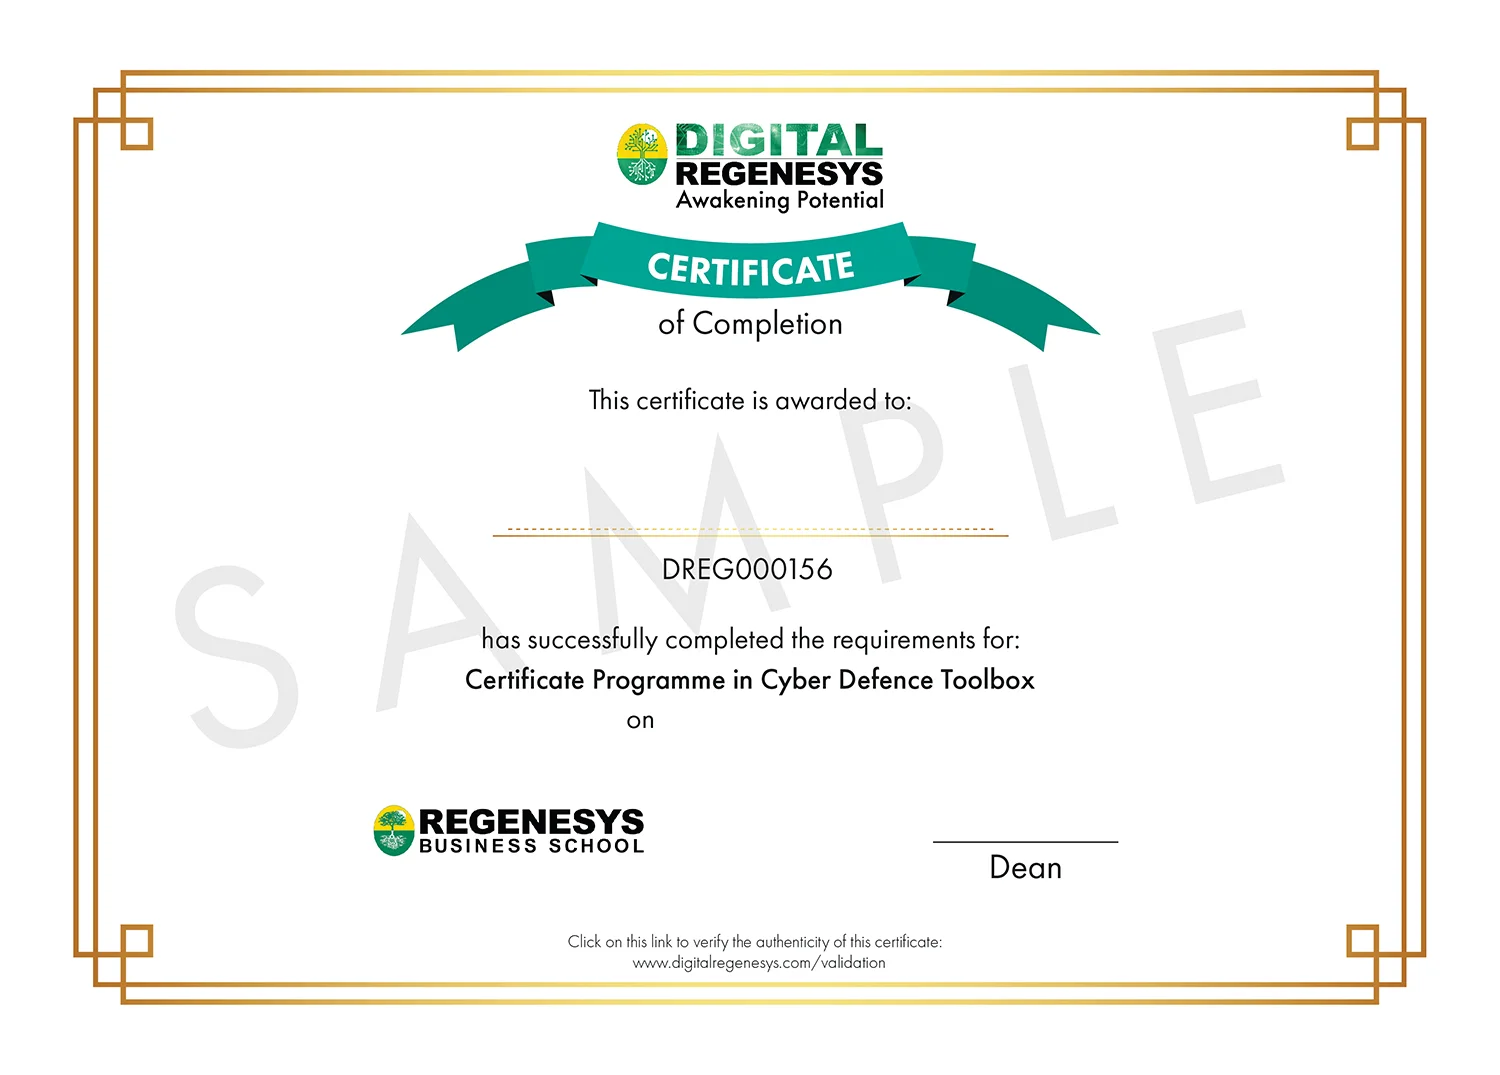 DIGITAL
REGENESYS
Awakening Potential
CERTIFICATE
of Completion
This certificate is awarded to:
SAMPLE
DREG000156
has successfully completed the requirements for:
Certificate Programme in Cyber Defence Toolbox
on
REGENESYS
BUSINESS SCHOOL
Dean
Click on this link to verify the authenticity of this certificate:
www.digitalregenesys.com/validation